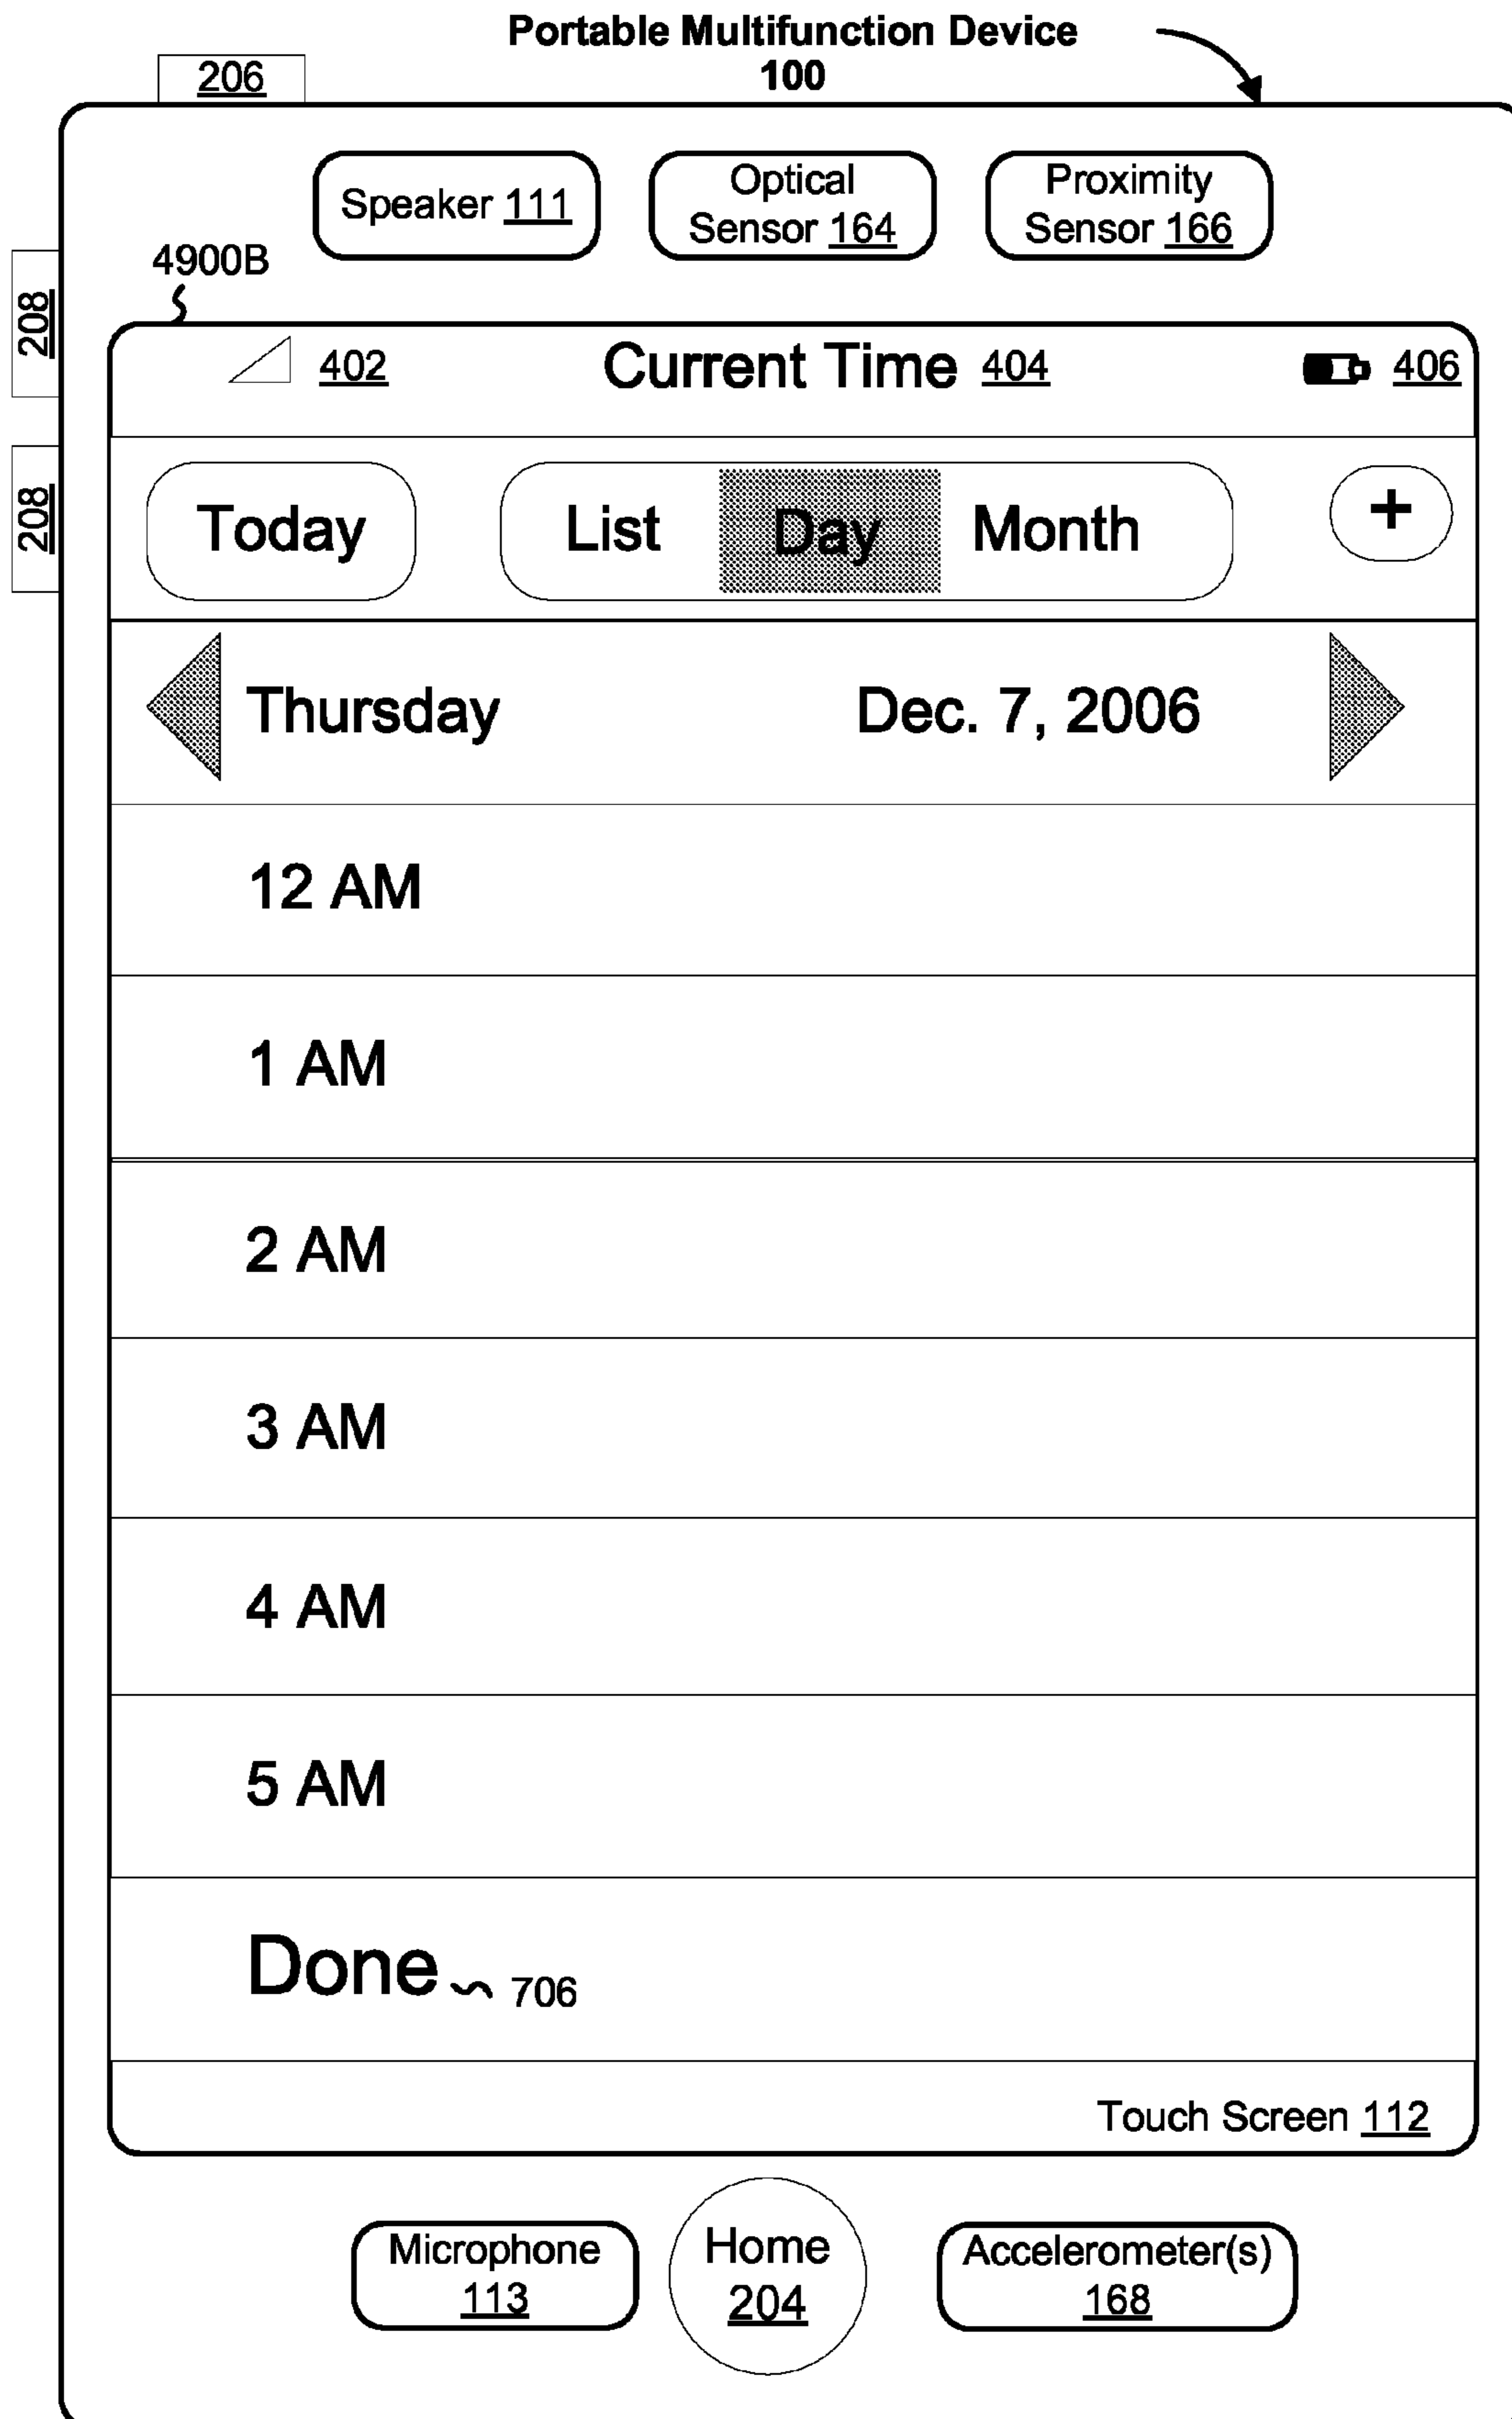 Portable Multifunction Device
100
206
Speaker 111
Optical
Sensor 164
Proximity
Sensor 166
4900B
208
402 Current Time 404 406
208
Today List Day Month +
Thursday Dec. 7, 2006
12 AM
1 AM
2 AM
3 AM
4 AM
5 AM
Done 706
Touch Screen 112
Microphone
113
Home
204
Accelerometer(s)
168